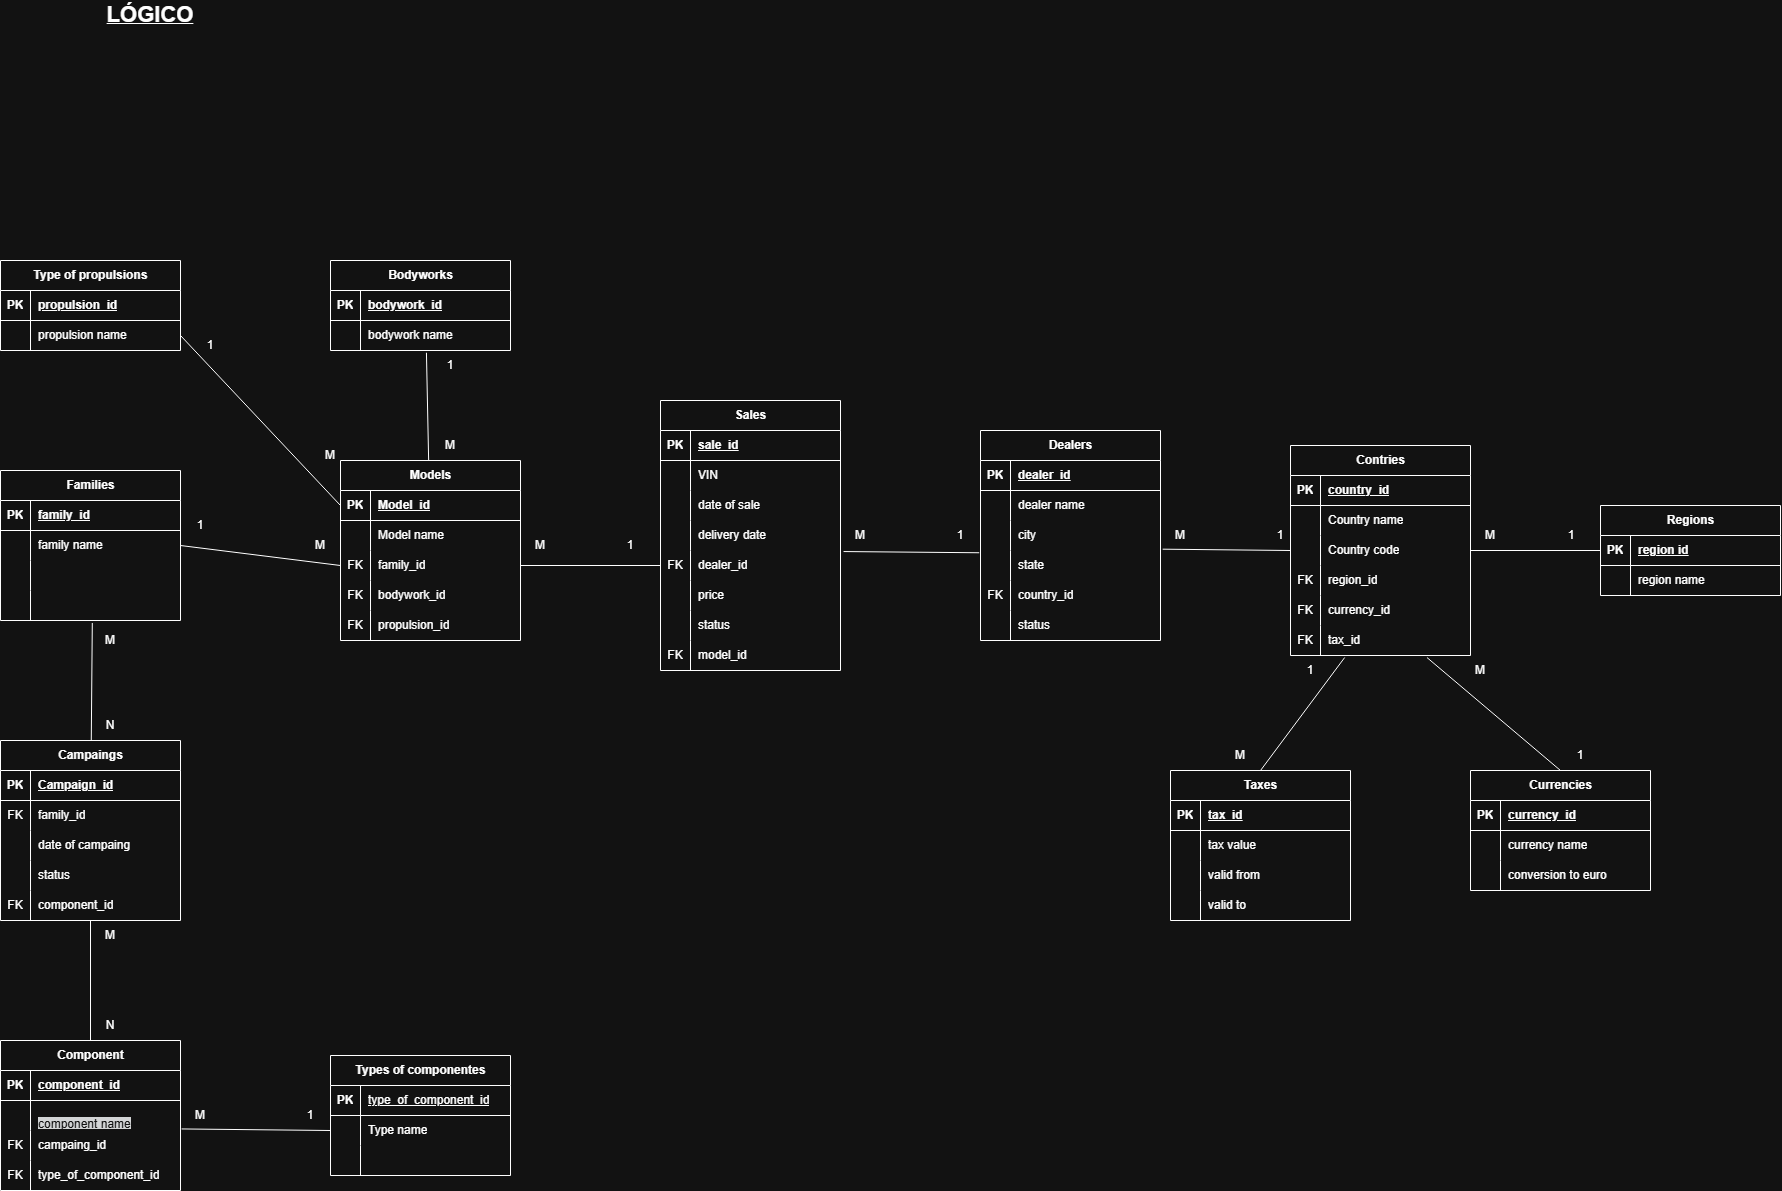 LÓGICO
Type of propulsions
PK propulsion_id
propulsion name
1
M
Bodyworks
PK bodywork_id
bodywork name
1
M
Families
PK family_id
family name
1
M
M
N
Models
PK Model_id
Model name
FK family_id
FK bodywork_id
FK propulsion_id
M
1
Sales
PK sale_id
VIN
date of sale
delivery date
FK dealer_id
price
status
FK model_id
M
1
Dealers
PK dealer_id
dealer name
city
state
FK country_id
status
M
1
Contries
PK country_id
Country name
Country code
FK region_id
FK currency_id
FK tax_id
M
1
Regions
PK region id
region name
1
M
M
1
Taxes
PK tax_id
tax value
valid from
valid to
Currencies
PK currency_id
currency name
conversion to euro
Campaings
PK Campaign_id
FK family_id
date of campaing
status
FK component_id
M
N
Component
PK component_id
component name
FK campaing_id
FK type_of_component_id
M
1
Types of componentes
PK type_of_component_id
Type name